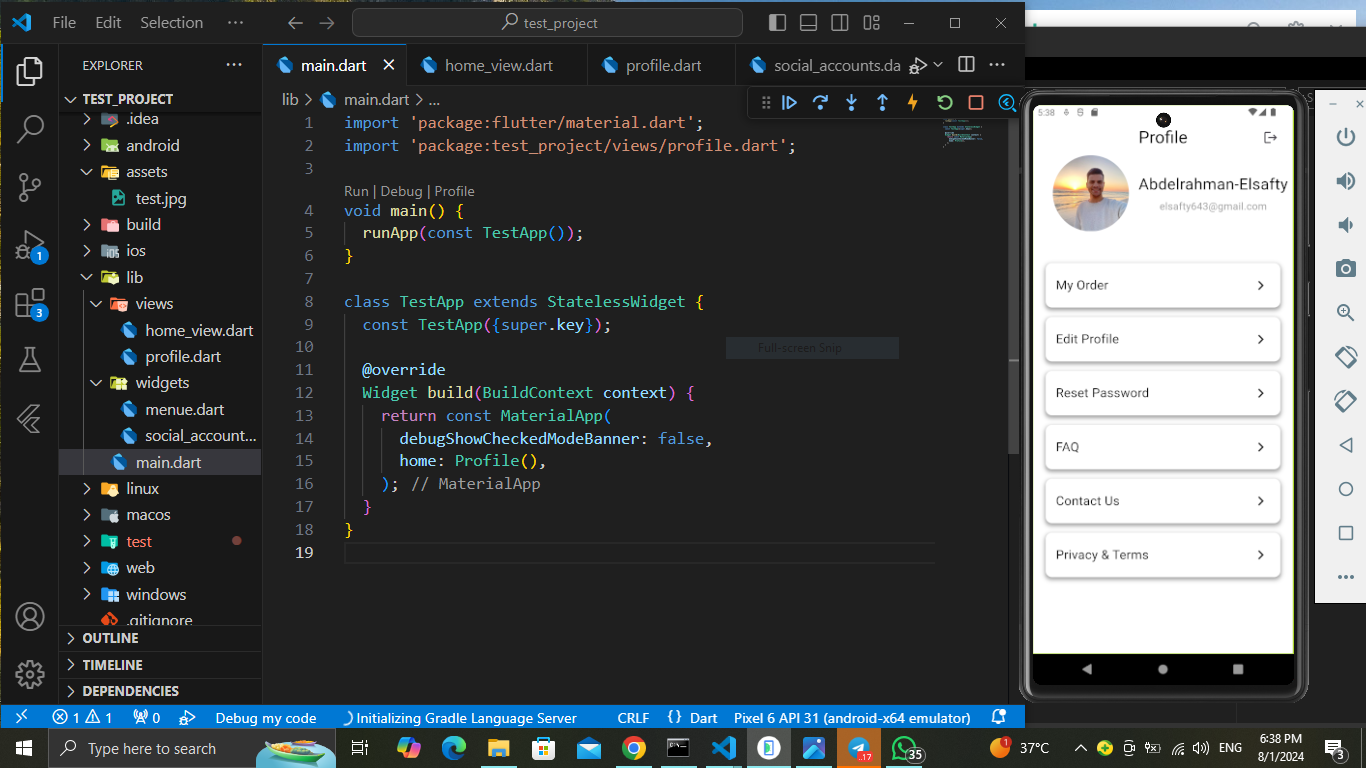 File Edit Selection ···
test_project
EXPLORER ···
main.dart
home_view.dart
profile.dart
social_accounts.da
lib > main.dart > ...
TEST_PROJECT
.idea
android
assets
test.jpg
build
ios
lib
views
home_view.dart
profile.dart
widgets
menue.dart
social_account...
main.dart
linux
macos
test
web
windows
.gitignore
OUTLINE
TIMELINE
DEPENDENCIES
1
3
1 import 'package:flutter/material.dart';
2 import 'package:test_project/views/profile.dart';
3
Run | Debug | Profile
4 void main() {
5 runApp(const TestApp());
6 }
7
8 class TestApp extends StatelessWidget {
9 const TestApp({super.key});
10
11 @override
12 Widget build(BuildContext context) {
13 return const MaterialApp(
14 debugShowCheckedModeBanner: false,
15 home: Profile(),
16 ); // MaterialApp
17 }
18 }
19
Full-screen Snip
5:38
Profile
Abdelrahman-Elsafty
elsafty643@gmail.com
My Order
Edit Profile
Reset Password
FAQ
Contact Us
Privacy & Terms
1 1 0 Debug my code Initializing Gradle Language Server CRLF {} Dart Pixel 6 API 31 (android-x64 emulator)
Type here to search
.17
35
1
37°C
ENG
6:38 PM
8/1/2024
3